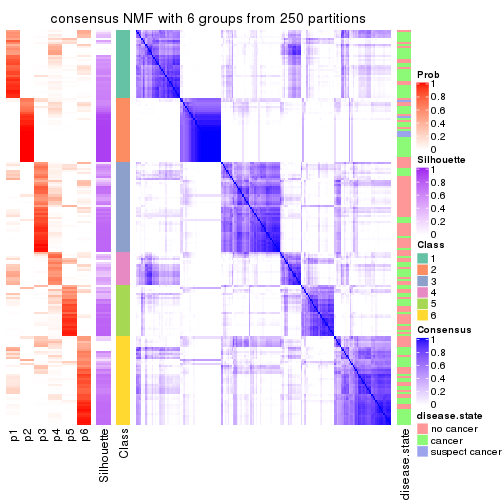 consensus NMF with 6 groups from 250 partitions
Prob
1
0.8
0.6
0.4
0.2
0
Silhouette
1
0.8
0.6
0.4
0.2
0
Class
1
2
3
4
5
6
Consensus
1
0.8
0.6
0.4
0.2
0
disease.state
no cancer
cancer
suspect cancer
p1
p2
p3
p4
p5
p6
Silhouette
Class
disease.state